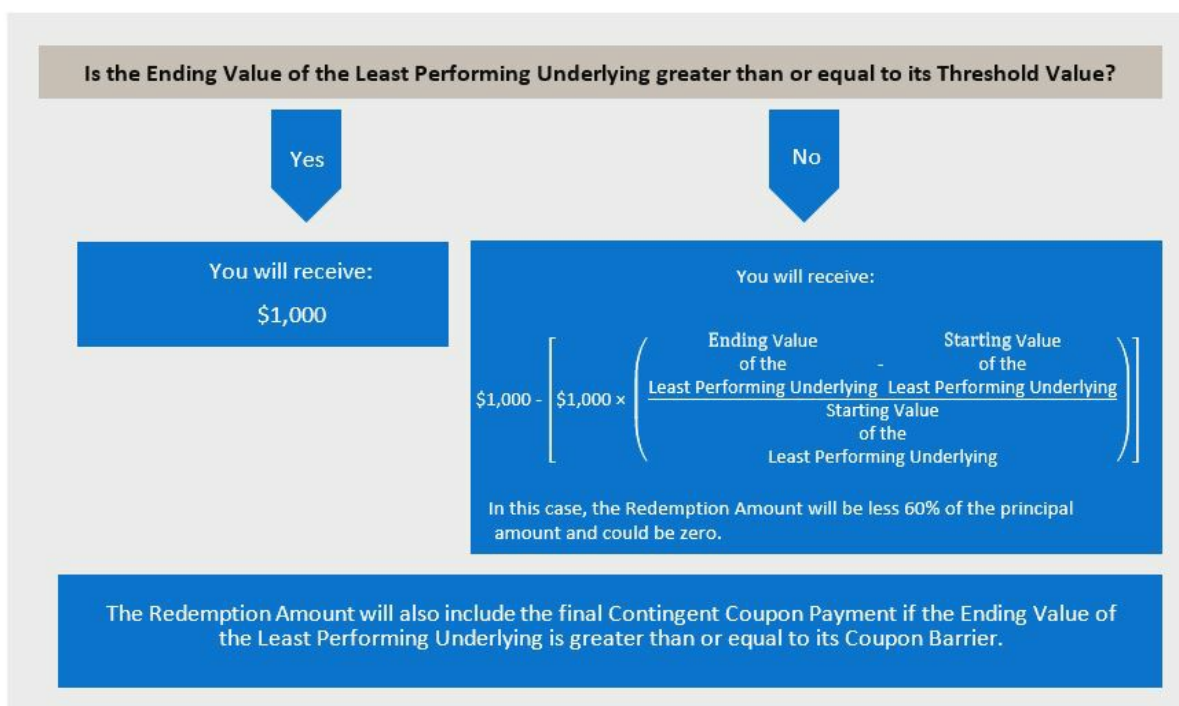 Is the Ending Value of the Least Performing Underlying greater than or equal to its Threshold Value?
Yes
No
You will receive:
$1,000
You will receive:
Ending Value Starting Value
of the - of the
Least Performing Underlying Least Performing Underlying
$1,000 - [$1,000 × (
Starting Value
of the
Least Performing Underlying
)]
In this case, the Redemption Amount will be less 60% of the principal
amount and could be zero.
The Redemption Amount will also include the final Contingent Coupon Payment if the Ending Value of
the Least Performing Underlying is greater than or equal to its Coupon Barrier.